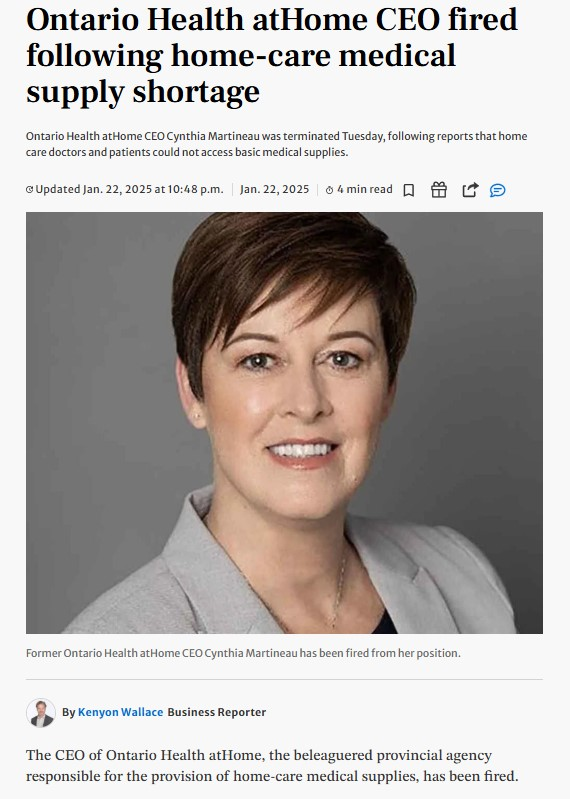 Ontario Health atHome CEO fired
following home-care medical
supply shortage
Ontario Health atHome CEO Cynthia Martineau was terminated Tuesday, following reports that home
care doctors and patients could not access basic medical supplies.
Updated Jan. 22, 2025 at 10:48 p.m. Jan. 22, 2025 4 min read
Former Ontario Health atHome CEO Cynthia Martineau has been fired from her position.
By Kenyon Wallace Business Reporter
The CEO of Ontario Health atHome, the beleaguered provincial agency
responsible for the provision of home-care medical supplies, has been fired.